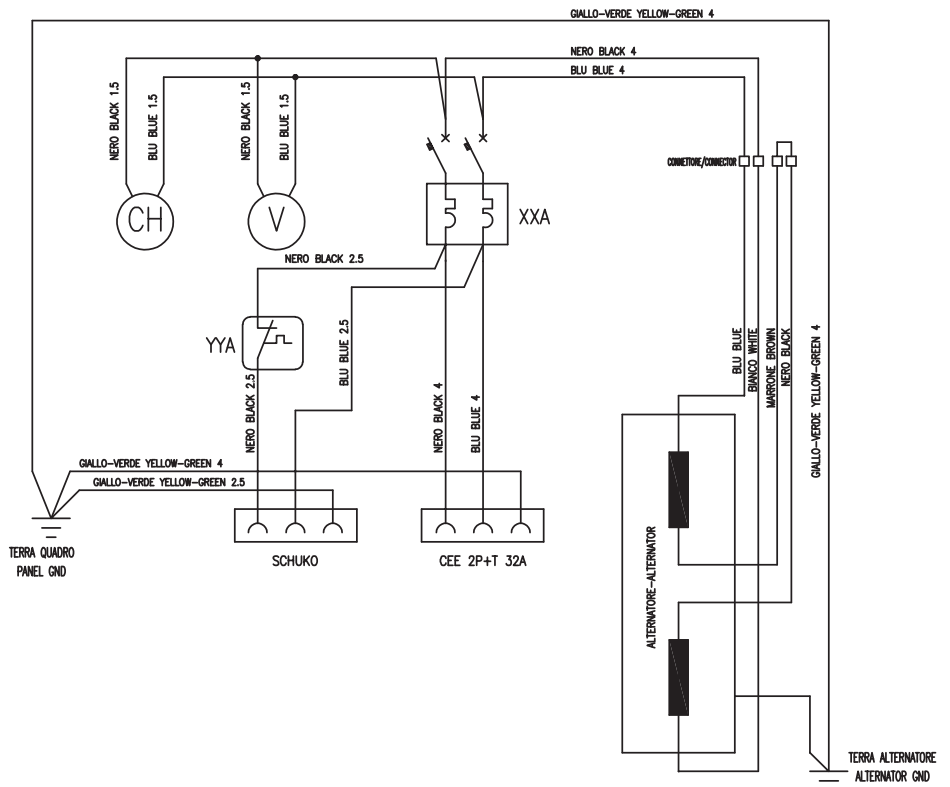 GIALLO-VERDE YELLOW-GREEN 4
NERO BLACK 4
BLU BLUE 4
NERO BLACK 1.5
BLU BLUE 1.5
NERO BLACK 1.5
BLU BLUE 1.5
CONNETTORE/CONNECTOR
CH
V
XXA
NERO BLACK 2.5
YYA
BLU BLUE 2.5
NERO BLACK 2.5
NERO BLACK 4
BLU BLUE 4
BLU BLUE
BIANCO WHITE
MARRONE BROWN
NERO BLACK
GIALLO-VERDE YELLOW-GREEN 4
GIALLO-VERDE YELLOW-GREEN 4
GIALLO-VERDE YELLOW-GREEN 2.5
TERRA QUADRO
PANEL GND
SCHUKO
CEE 2P+T 32A
ALTERNATORE-ALTERNATOR
TERRA ALTERNATORE
ALTERNATOR GND